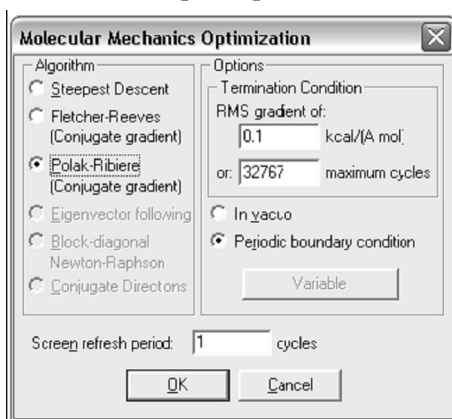 Molecular Mechanics Optimization
Algorithm
Steepest Descent
Fletcher-Reeves
(Conjugate gradient)
Polak-Ribiere
(Conjugate gradient)
Eigenvector following
Block-diagonal
Newton-Raphson
Conjugate Directons
Options
Termination Condition
RMS gradient of:
0.1 kcal/(A mol)
or: 32767 maximum cycles
In vacuo
Periodic boundary condition
Variable
Screen refresh period: 1 cycles
OK Cancel